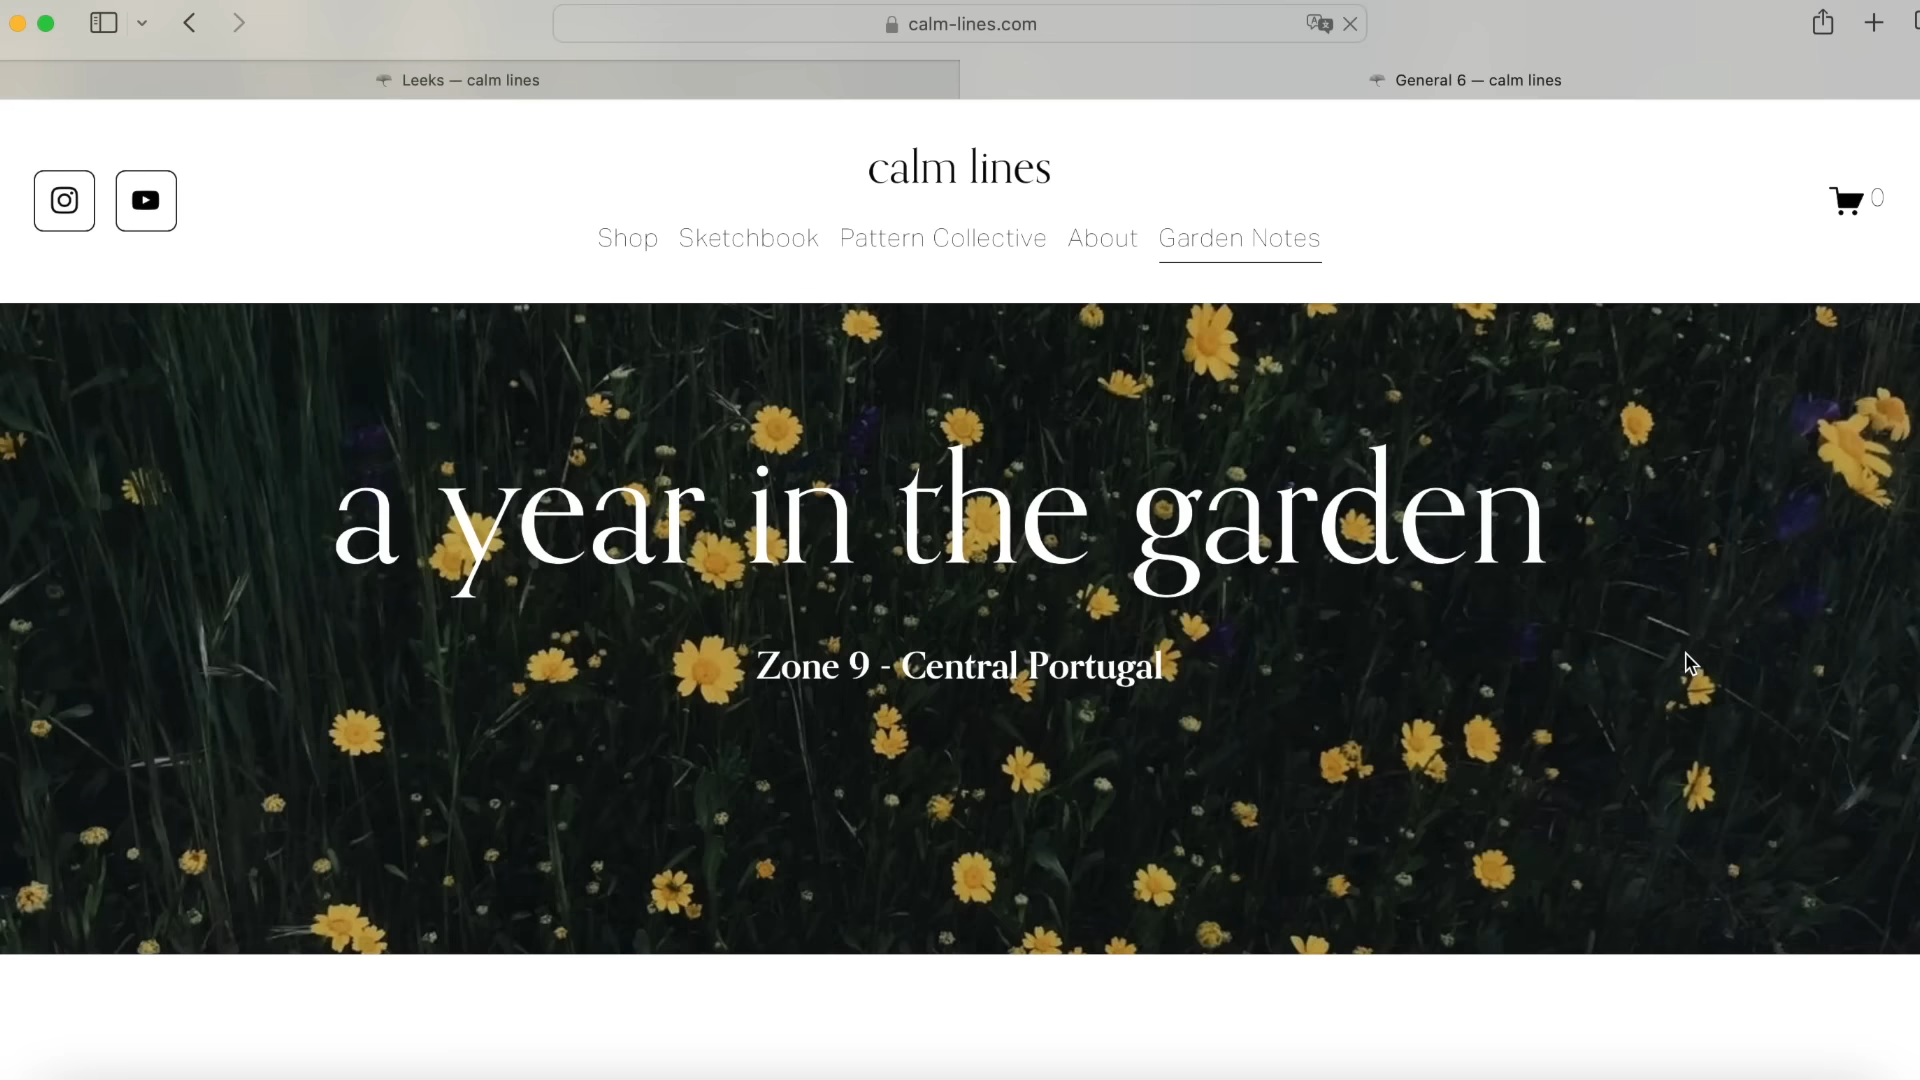 calm-lines.com
Leeks — calm lines
General 6 — calm lines
calm lines
0
Shop Sketchbook Pattern Collective About Garden Notes
a year in the garden
Zone 9 - Central Portugal